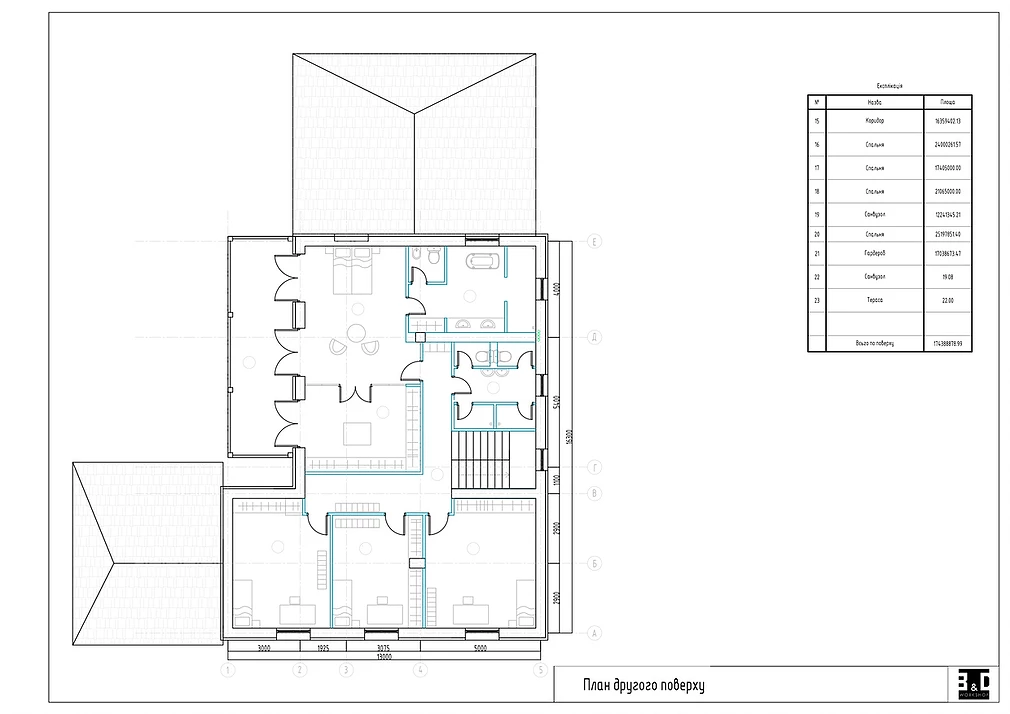 Експлікація
№ Назва Площа
15 Коридор 16359402.13
16 Спальня 24000261.57
17 Спальня 17405000.00
18 Спальня 21065000.00
19 Санвузол 12241345.21
20 Спальня 25197851.40
21 Гардероб 17038673.47
22 Санвузол 19.08
23 Тераса 22.00
Всього по поверху 174388878.99
Е
4000
Д
5400
16300
Г
1100
В
2900
Б
2900
А
3000 1925 3075 5000
13000
1 2 3 4 5
План другого поверху
B&D
WORKSHOP